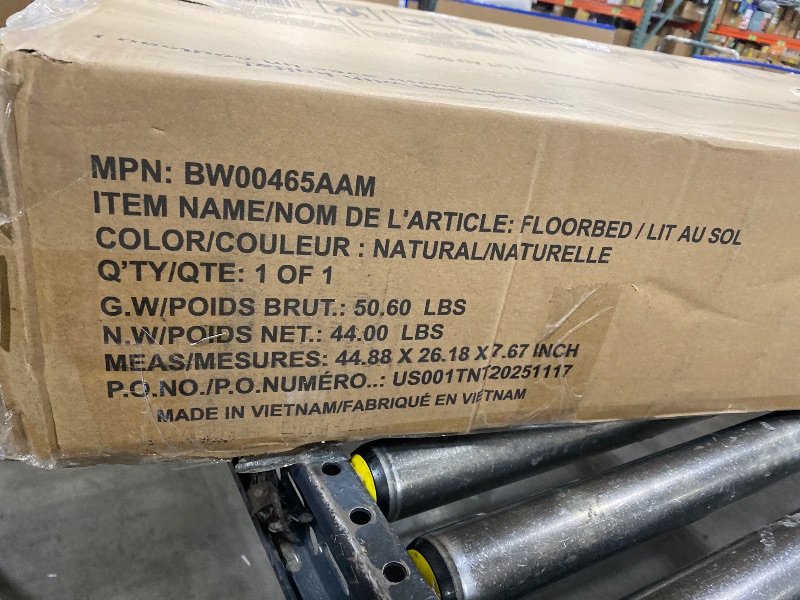 MPN: BW00465AAM
ITEM NAME/NOM DE L'ARTICLE: FLOORBED / LIT AU SOL
COLOR/COULEUR : NATURAL/NATURELLE
Q'TY/QTE: 1 OF 1
G.W/POIDS BRUT.: 50.60 LBS
N.W/POIDS NET.: 44.00 LBS
MEAS/MESURES: 44.88 X 26.18 X 7.67 INCH
P.O.NO./P.O.NUMÉRO..: US001TNT20251117
MADE IN VIETNAM/FABRIQUÉ EN VIETNAM